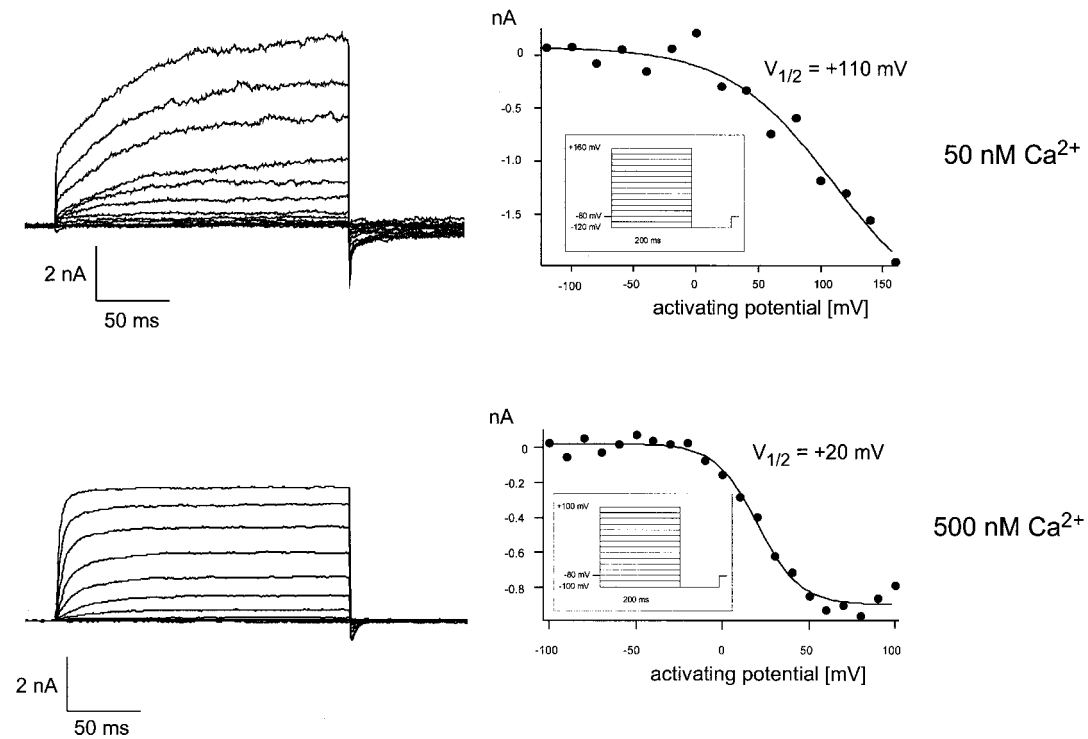 nA
0
-0.5
-1.0
-1.5
-100 -50 0 50 100 150
activating potential [mV]
V1/2 = +110 mV
+160 mV
-80 mV
-120 mV
200 ms
50 nM Ca2+
2 nA
50 ms
nA
0
-0.2
-0.4
-0.6
-0.8
-100 -50 0 50 100
activating potential [mV]
V1/2 = +20 mV
+100 mV
-80 mV
-100 mV
200 ms
500 nM Ca2+
2 nA
50 ms